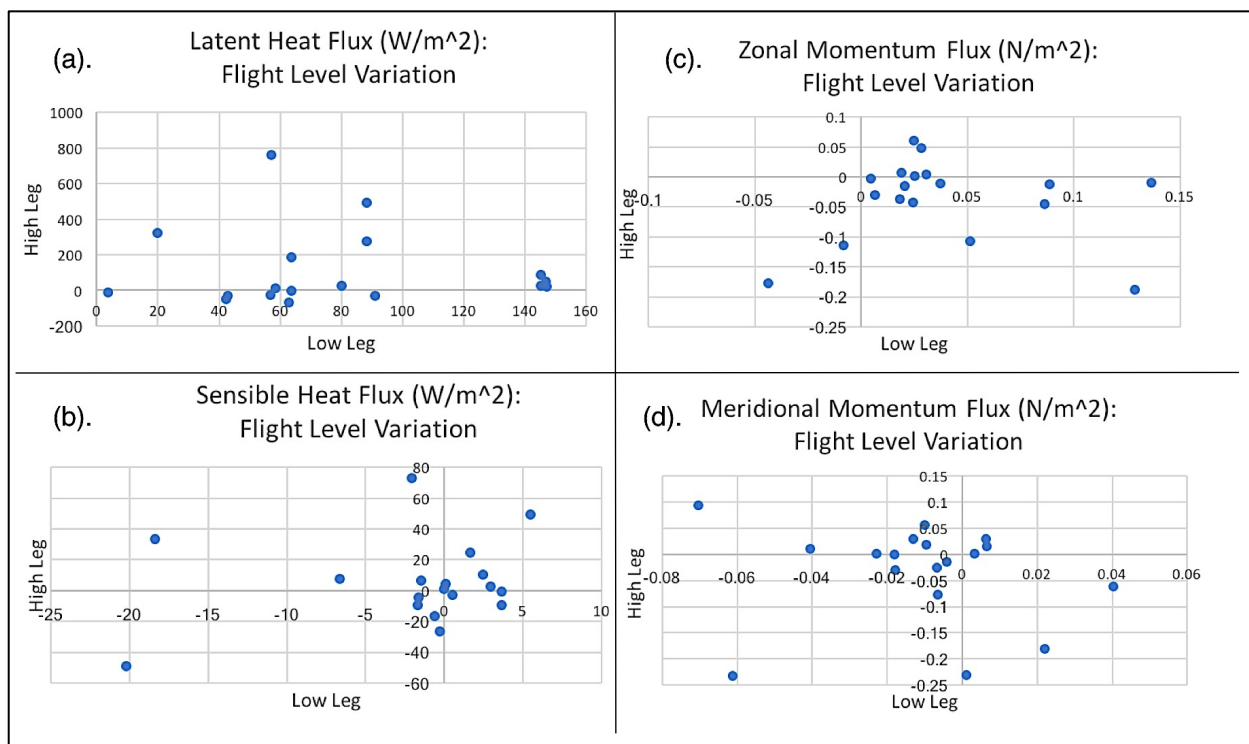 (a).
Latent Heat Flux (W/m^2):
Flight Level Variation
1000
800
600
400
200
0
-200
0 20 40 60 80 100 120 140 160
High Leg
Low Leg
(c).
Zonal Momentum Flux (N/m^2):
Flight Level Variation
0.1
0.05
0
-0.05
-0.1
-0.15
-0.2
-0.25
-0.1 -0.05 0 0.05 0.1 0.15
High Leg
Low Leg
(b).
Sensible Heat Flux (W/m^2):
Flight Level Variation
80
60
40
20
0
-20
-40
-60
-25 -20 -15 -10 -5 0 5 10
High Leg
Low Leg
(d).
Meridional Momentum Flux (N/m^2):
Flight Level Variation
0.15
0.1
0.05
0
-0.05
-0.1
-0.15
-0.2
-0.25
-0.08 -0.06 -0.04 -0.02 0 0.02 0.04 0.06
High Leg
Low Leg